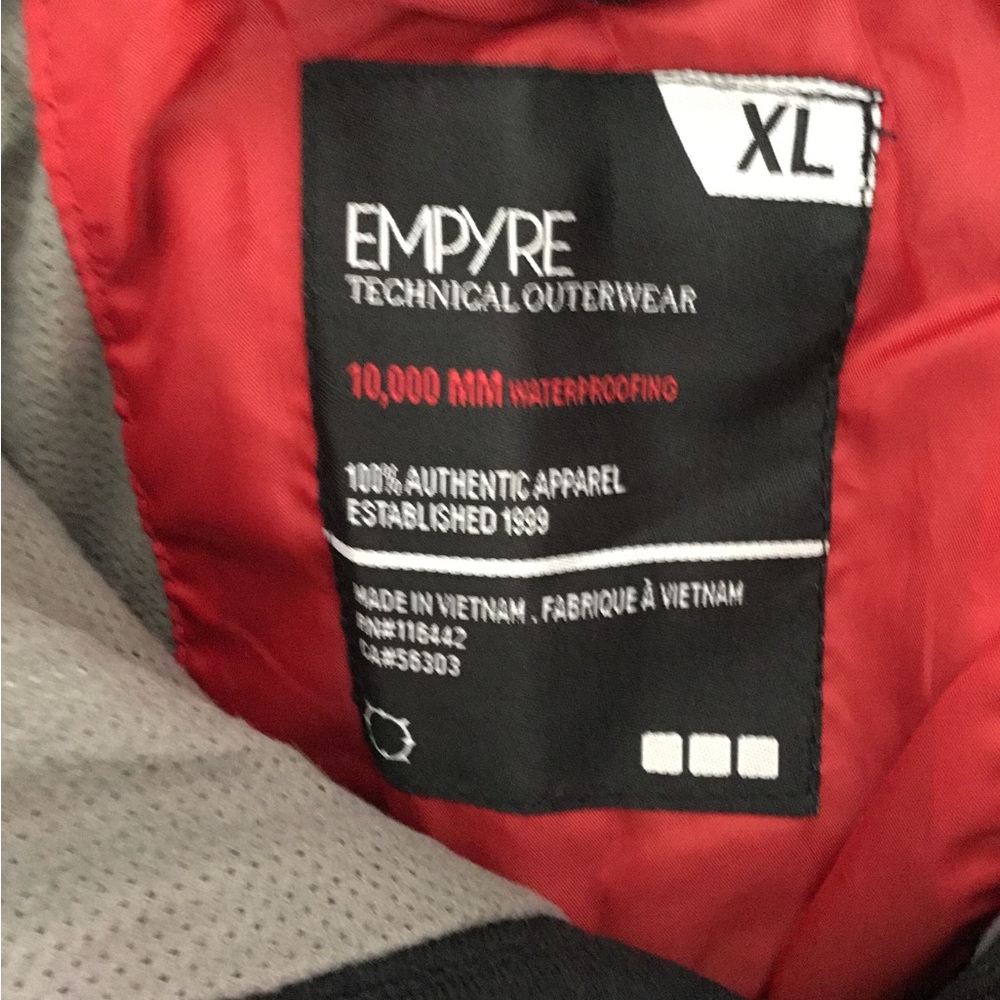 XL
EMPYRE
TECHNICAL OUTERWEAR
10,000 MM WATERPROOFING
100% AUTHENTIC APPAREL
ESTABLISHED 1999
MADE IN VIETNAM . FABRIQUE À VIETNAM
RN#116442
CA#56303